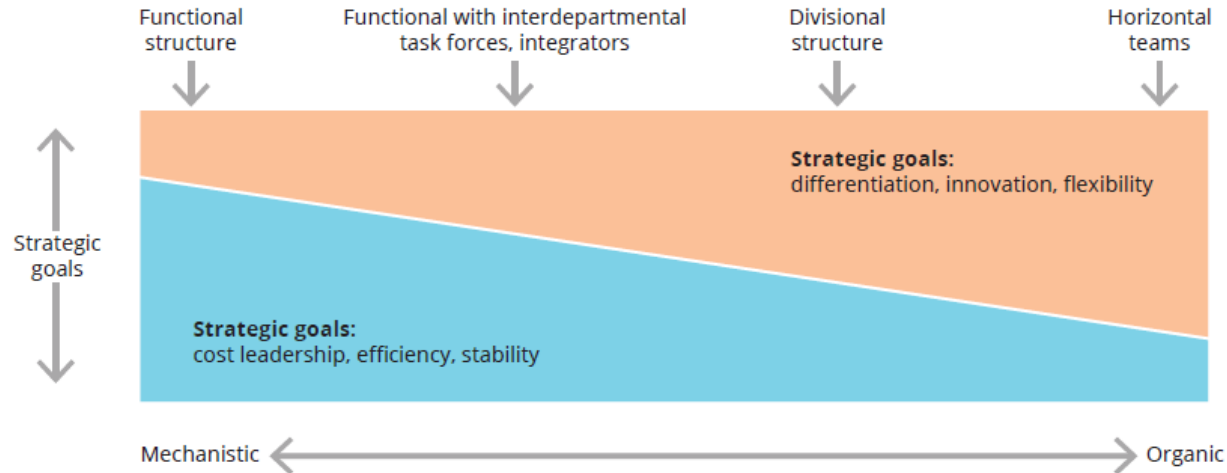 Functional
structure
Functional with interdepartmental
task forces, integrators
Divisional
structure
Horizontal
teams
Strategic goals:
differentiation, innovation, flexibility
Strategic
goals
Strategic goals:
cost leadership, efficiency, stability
Mechanistic
Organic